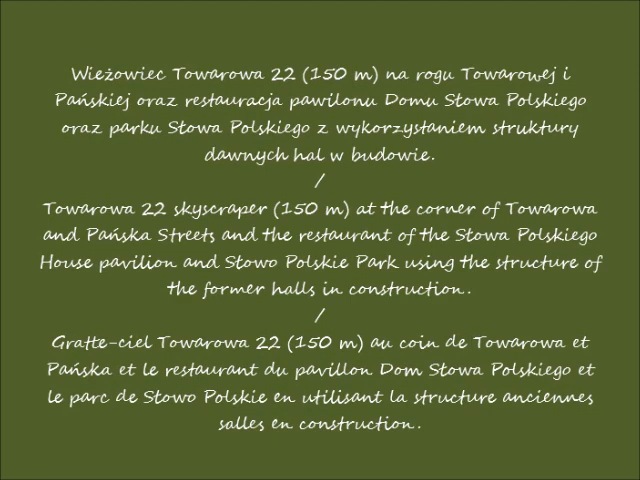 Wieżowiec Towarowa 22 (150 m) na rogu Towarowej i
Pańskiej oraz restauracja pawilonu Domu Słowa Polskiego
oraz parku Słowa Polskiego z wykorzystaniem struktury
dawnych hal w budowie.
/
Towarowa 22 skyscraper (150 m) at the corner of Towarowa
and Pańska Streets and the restaurant of the Słowa Polskiego
House pavilion and Słowo Polskie Park using the structure of
the former halls in construction.
/
Gratte-ciel Towarowa 22 (150 m) au coin de Towarowa et
Pańska et le restaurant du pavillon Dom Słowa Polskiego et
le parc de Słowo Polskie en utilisant la structure anciennes
salles en construction.